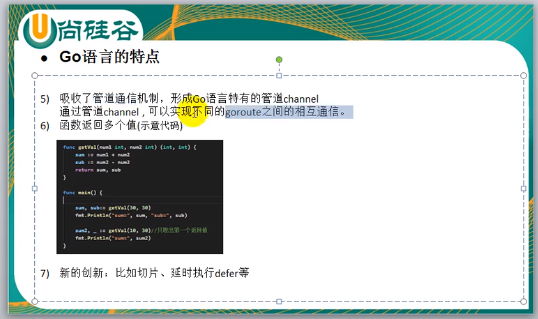 尚硅谷
● Go语言的特点
5) 吸收了管道通信机制，形成Go语言特有的管道channel
通过管道channel，可以实现不同的goroute之间的相互通信。
6) 函数返回多个值(示意代码)
func getVal(num1 int, num2 int) (int, int) {
sum := num1 + num2
sub := num2 - num3
return sum, sub
}
func main() {
sum, sub:= getVal(30, 30)
fmt.Println("sum=", sum, "sub=", sub)
sum2, _ := getVal(10, 30)//只取出第一个返回值
fmt.Println("sum=", sum2)
}
7) 新的创新：比如切片、延时执行defer等